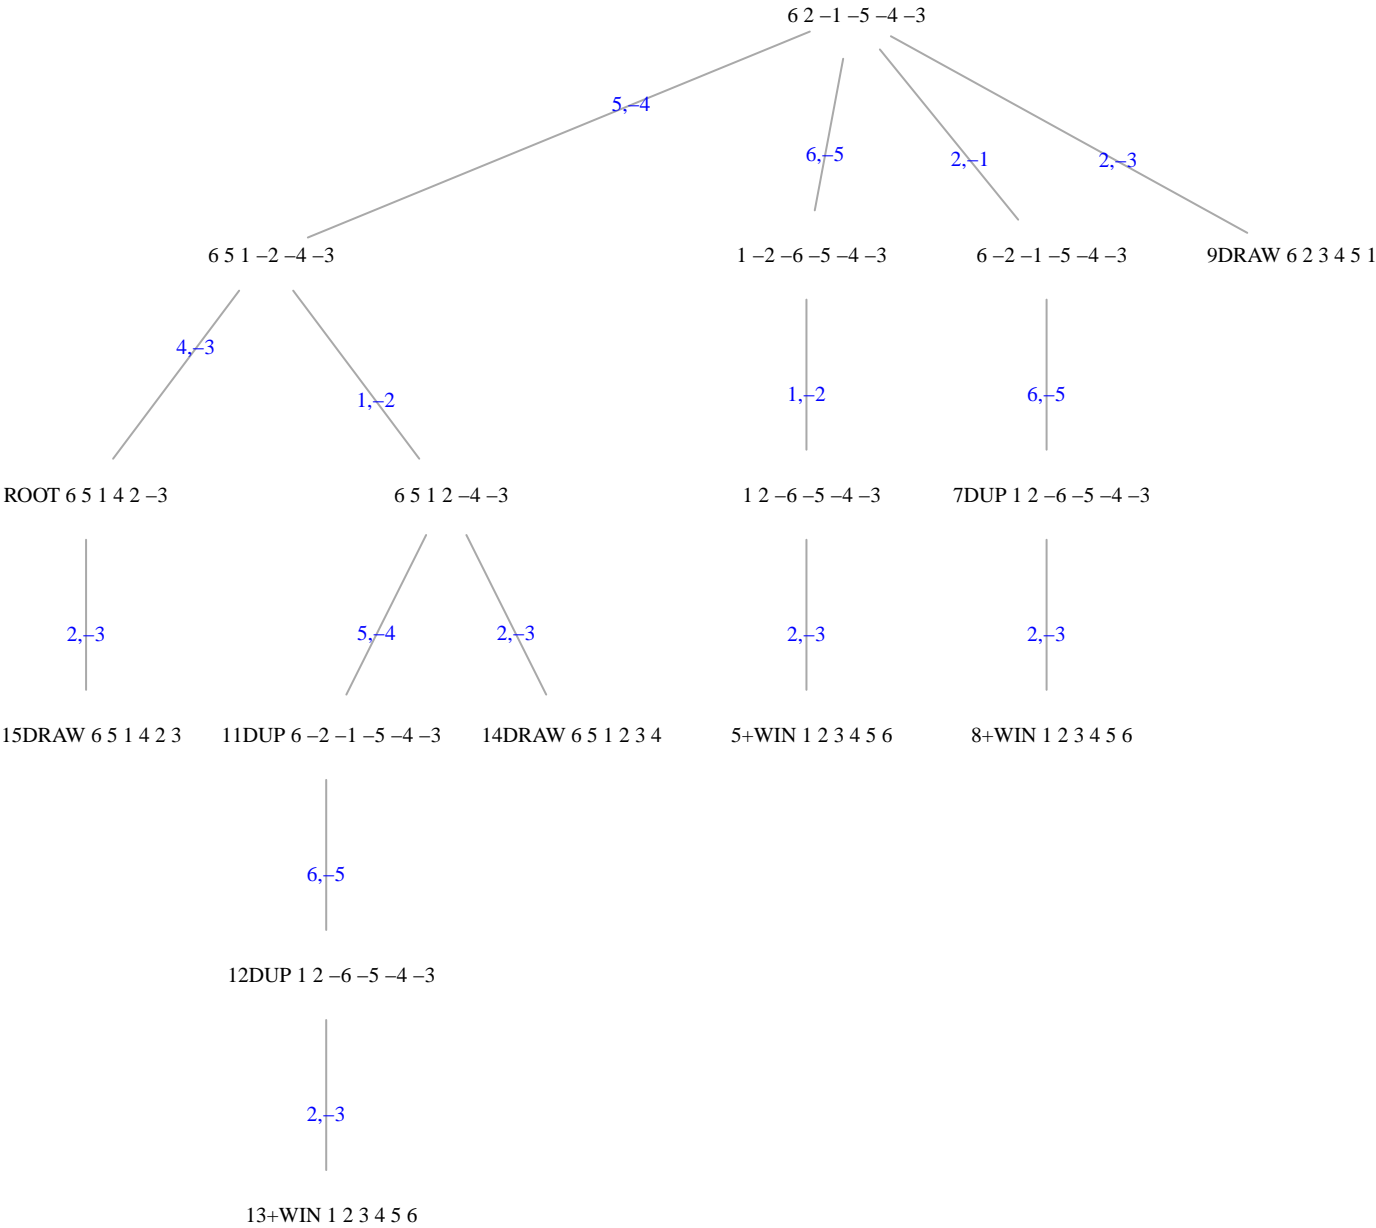 6 2 –1 –5 –4 –3
5,–4
6,–5
2,–1
2,–3
6 5 1 –2 –4 –3
1 –2 –6 –5 –4 –3
6 –2 –1 –5 –4 –3
9DRAW 6 2 3 4 5 1
4,–3
1,–2
1,–2
6,–5
ROOT 6 5 1 4 2 –3
6 5 1 2 –4 –3
1 2 –6 –5 –4 –3
7DUP 1 2 –6 –5 –4 –3
2,–3
5,–4
2,–3
2,–3
2,–3
15DRAW 6 5 1 4 2 3
11DUP 6 –2 –1 –5 –4 –3
14DRAW 6 5 1 2 3 4
5+WIN 1 2 3 4 5 6
8+WIN 1 2 3 4 5 6
6,–5
12DUP 1 2 –6 –5 –4 –3
2,–3
13+WIN 1 2 3 4 5 6